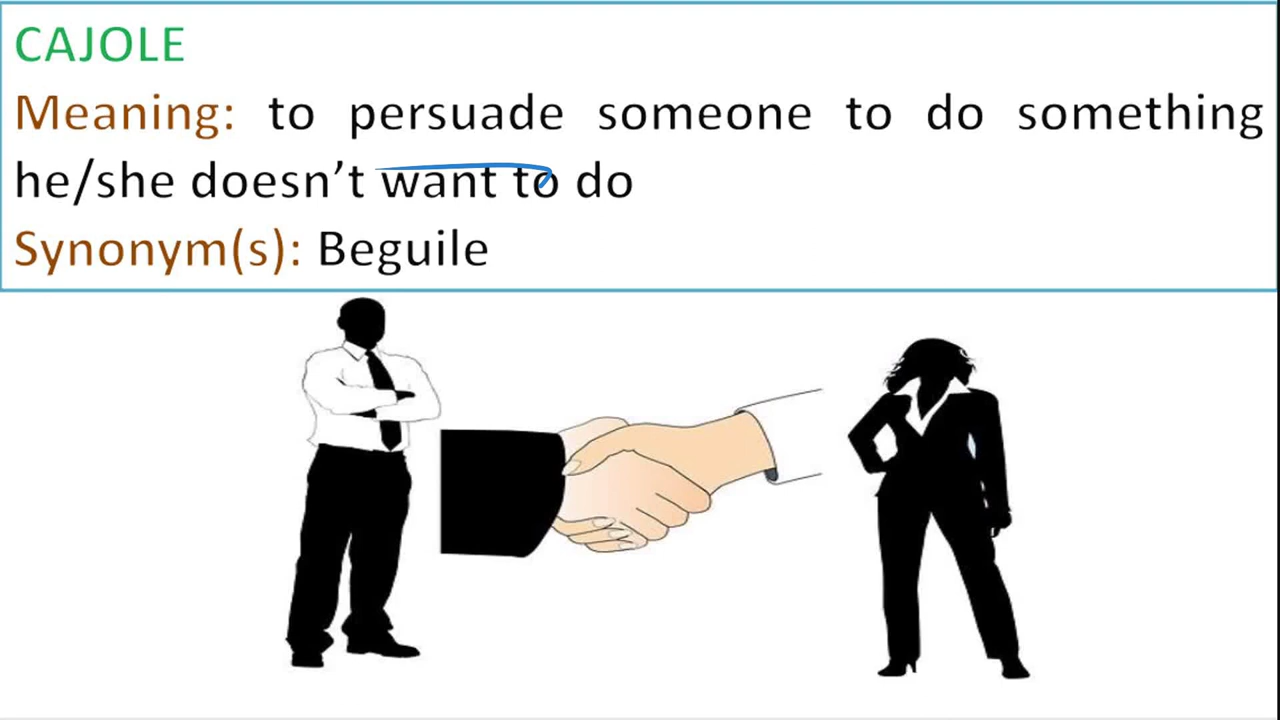 CAJOLE
Meaning: to persuade someone to do something
he/she doesn’t want to do
Synonym(s): Beguile